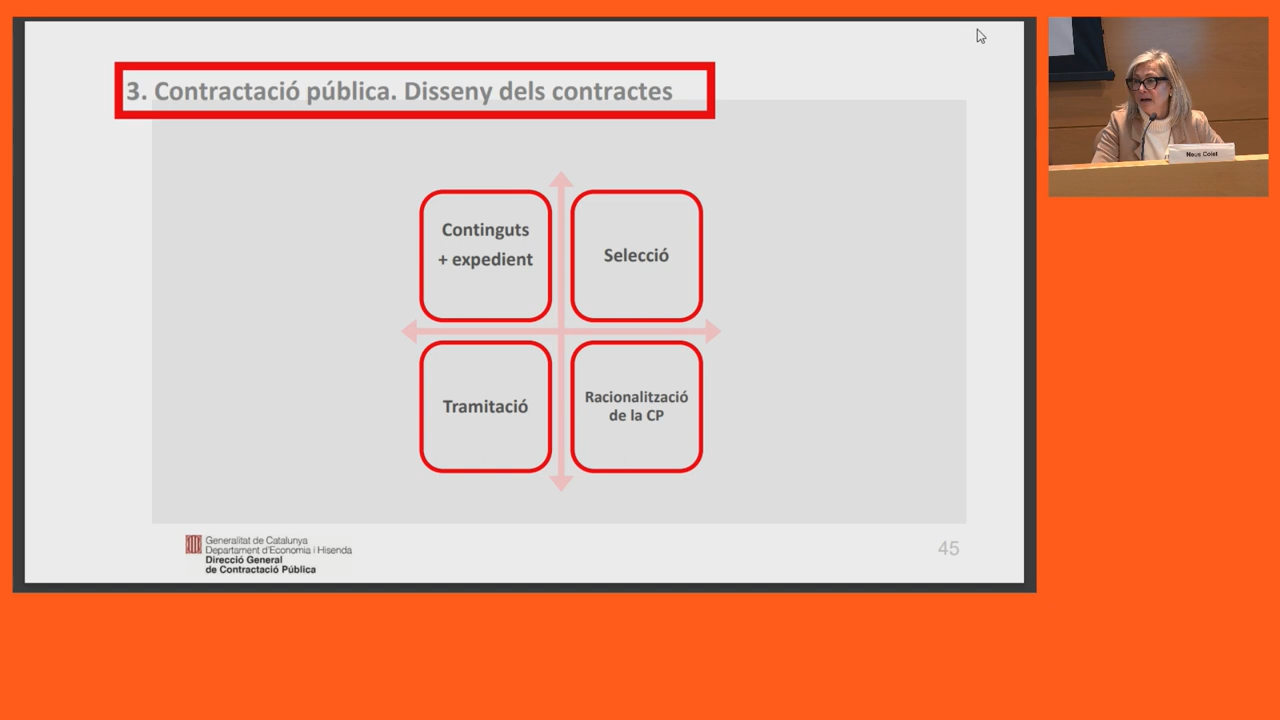 3. Contractació pública. Disseny dels contractes
Continguts
+ expedient
Selecció
Tramitació
Racionalització
de la CP
Generalitat de Catalunya
Departament d'Economia i Hisenda
Direcció General
de Contractació Pública
45
Neus Colet